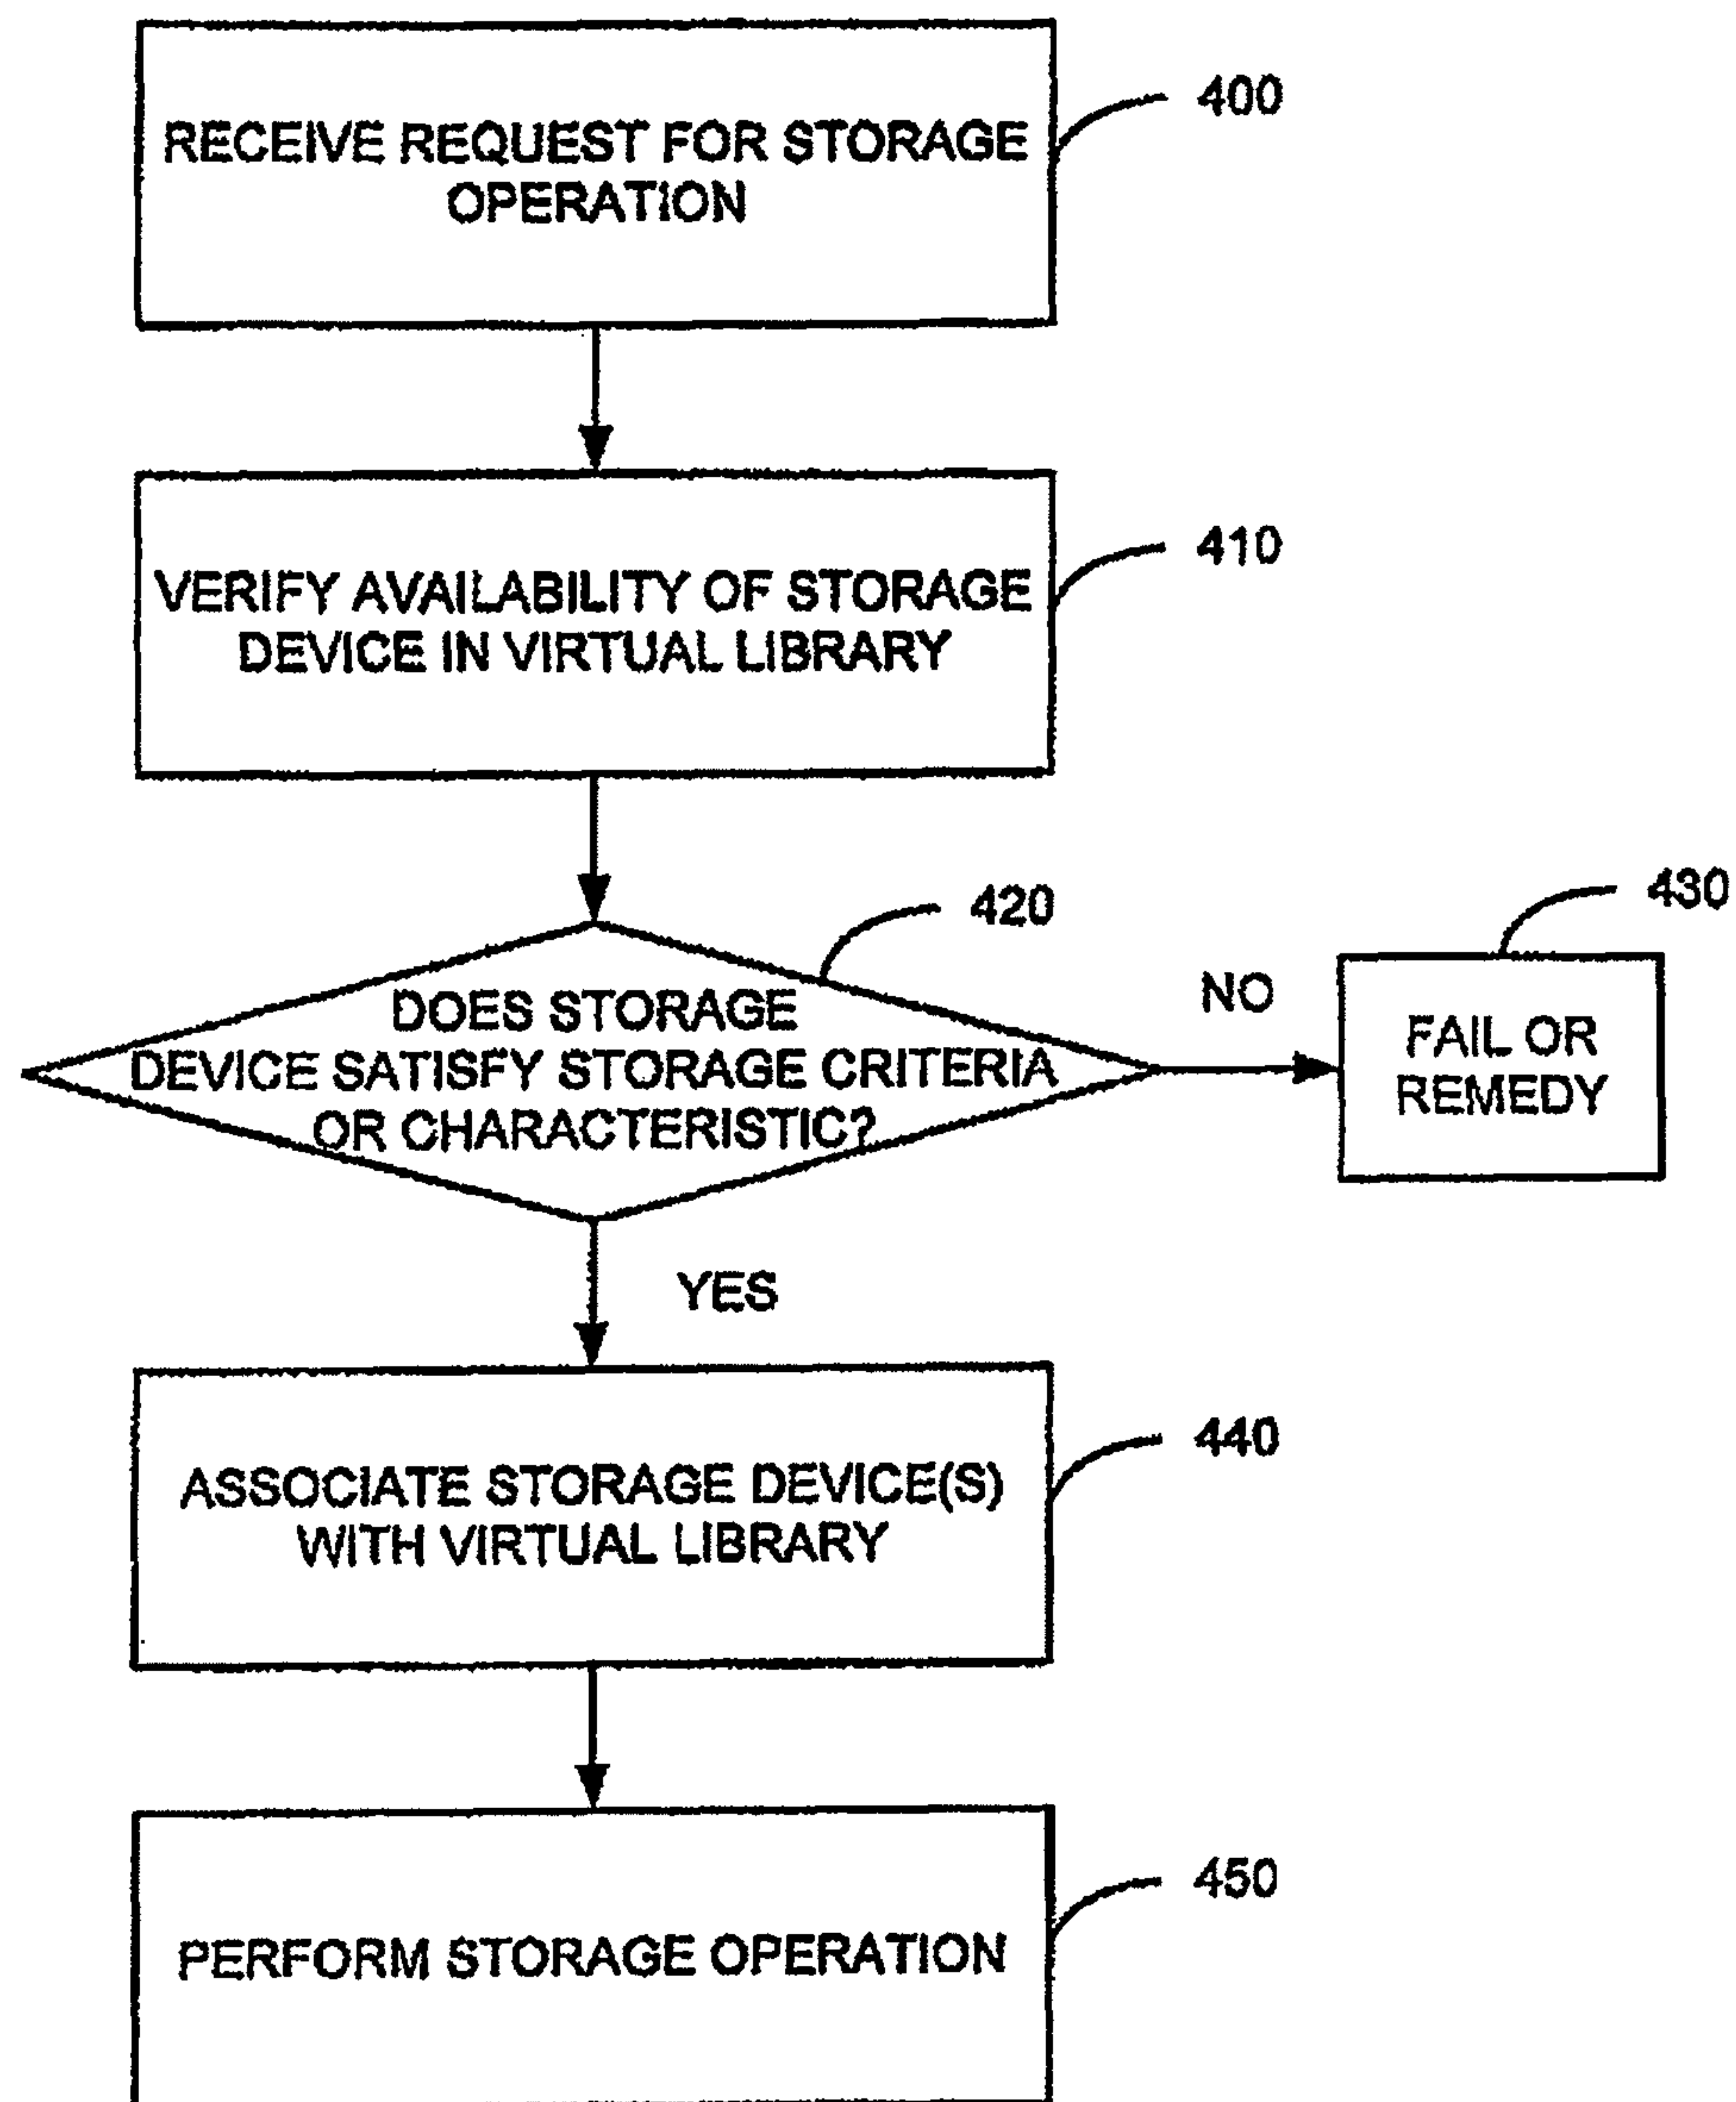 RECEIVE REQUEST FOR STORAGE
OPERATION
400
VERIFY AVAILABILITY OF STORAGE
DEVICE IN VIRTUAL LIBRARY
410
420
DOES STORAGE
DEVICE SATISFY STORAGE CRITERIA
OR CHARACTERISTIC?
NO
430
FAIL OR
REMEDY
YES
ASSOCIATE STORAGE DEVICE(S)
WITH VIRTUAL LIBRARY
440
PERFORM STORAGE OPERATION
450